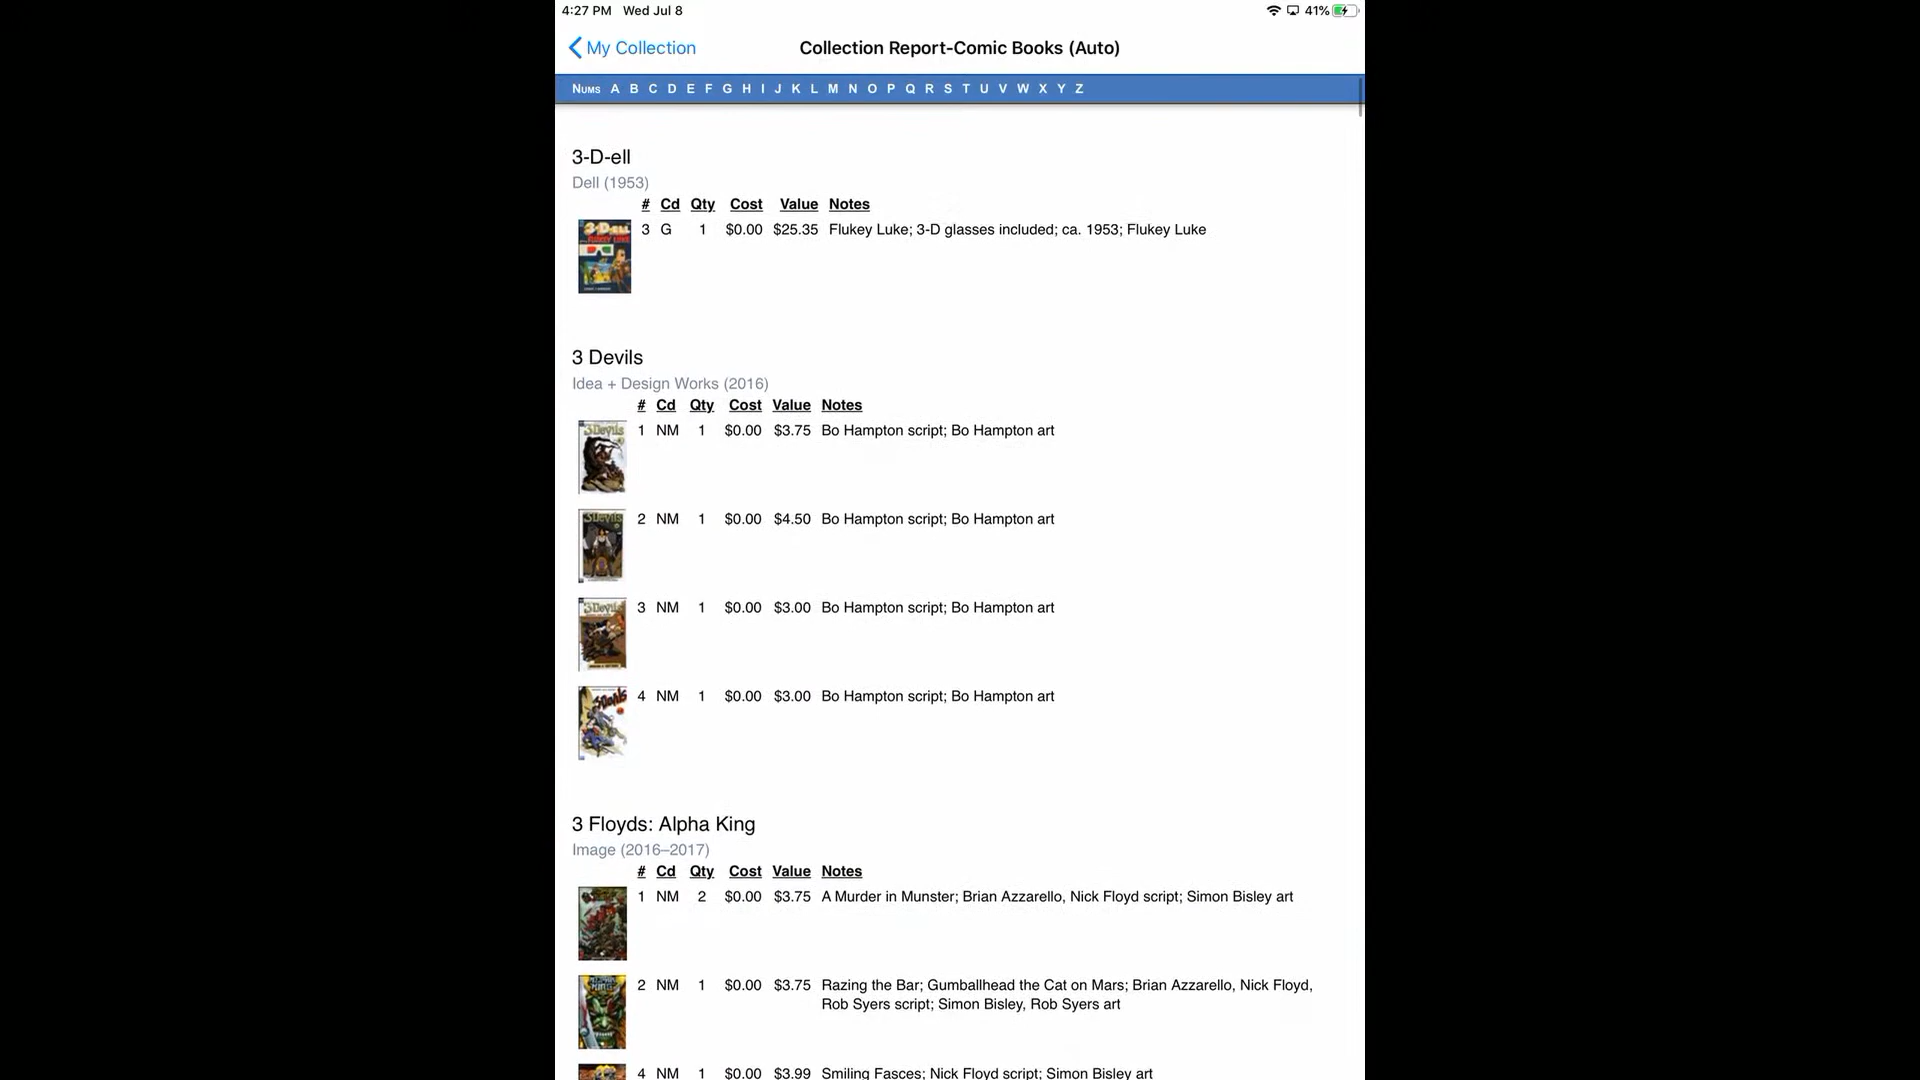 4:27 PM Wed Jul 8
41%
My Collection
Collection Report-Comic Books (Auto)
NUMS A B C D E F G H I J K L M N O P Q R S T U V W X Y Z
3-D-ell
Dell (1953)
# Cd Qty Cost Value Notes
3 G 1 $0.00 $25.35 Flukey Luke; 3-D glasses included; ca. 1953; Flukey Luke
3 Devils
Idea + Design Works (2016)
# Cd Qty Cost Value Notes
1 NM 1 $0.00 $3.75 Bo Hampton script; Bo Hampton art
2 NM 1 $0.00 $4.50 Bo Hampton script; Bo Hampton art
3 NM 1 $0.00 $3.00 Bo Hampton script; Bo Hampton art
4 NM 1 $0.00 $3.00 Bo Hampton script; Bo Hampton art
3 Floyds: Alpha King
Image (2016–2017)
# Cd Qty Cost Value Notes
1 NM 2 $0.00 $3.75 A Murder in Munster; Brian Azzarello, Nick Floyd script; Simon Bisley art
2 NM 1 $0.00 $3.75 Razing the Bar; Gumballhead the Cat on Mars; Brian Azzarello, Nick Floyd,
Rob Syers script; Simon Bisley, Rob Syers art
4 NM 1 $0.00 $3.99 Smiling Fasces; Nick Floyd script; Simon Bisley art